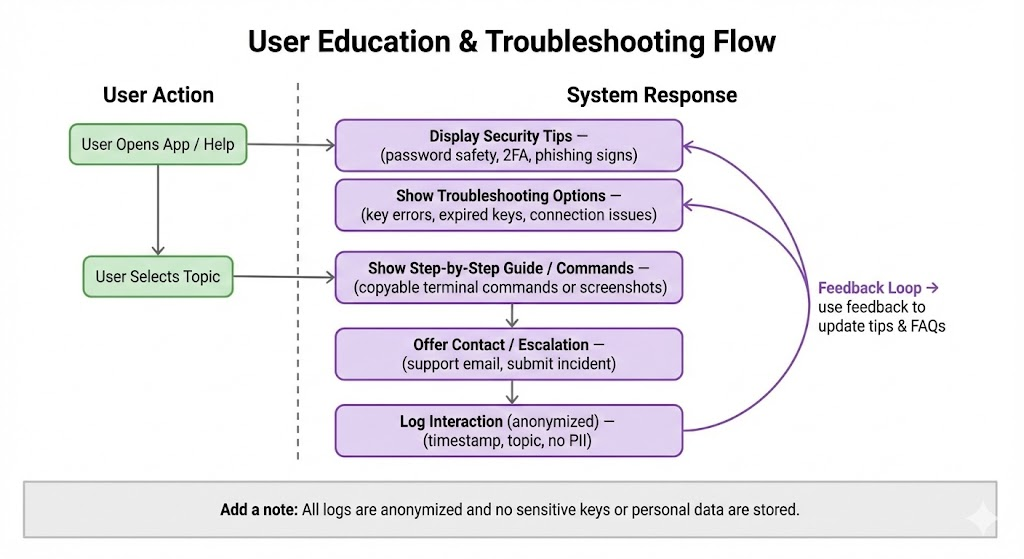 User Education & Troubleshooting Flow
User Action
System Response
User Opens App / Help
Display Security Tips —
(password safety, 2FA, phishing signs)
Show Troubleshooting Options —
(key errors, expired keys, connection issues)
User Selects Topic
Show Step-by-Step Guide / Commands —
(copyable terminal commands or screenshots)
Feedback Loop →
use feedback to
update tips & FAQs
Offer Contact / Escalation —
(support email, submit incident)
Log Interaction (anonymized) —
(timestamp, topic, no PII)
Add a note: All logs are anonymized and no sensitive keys or personal data are stored.